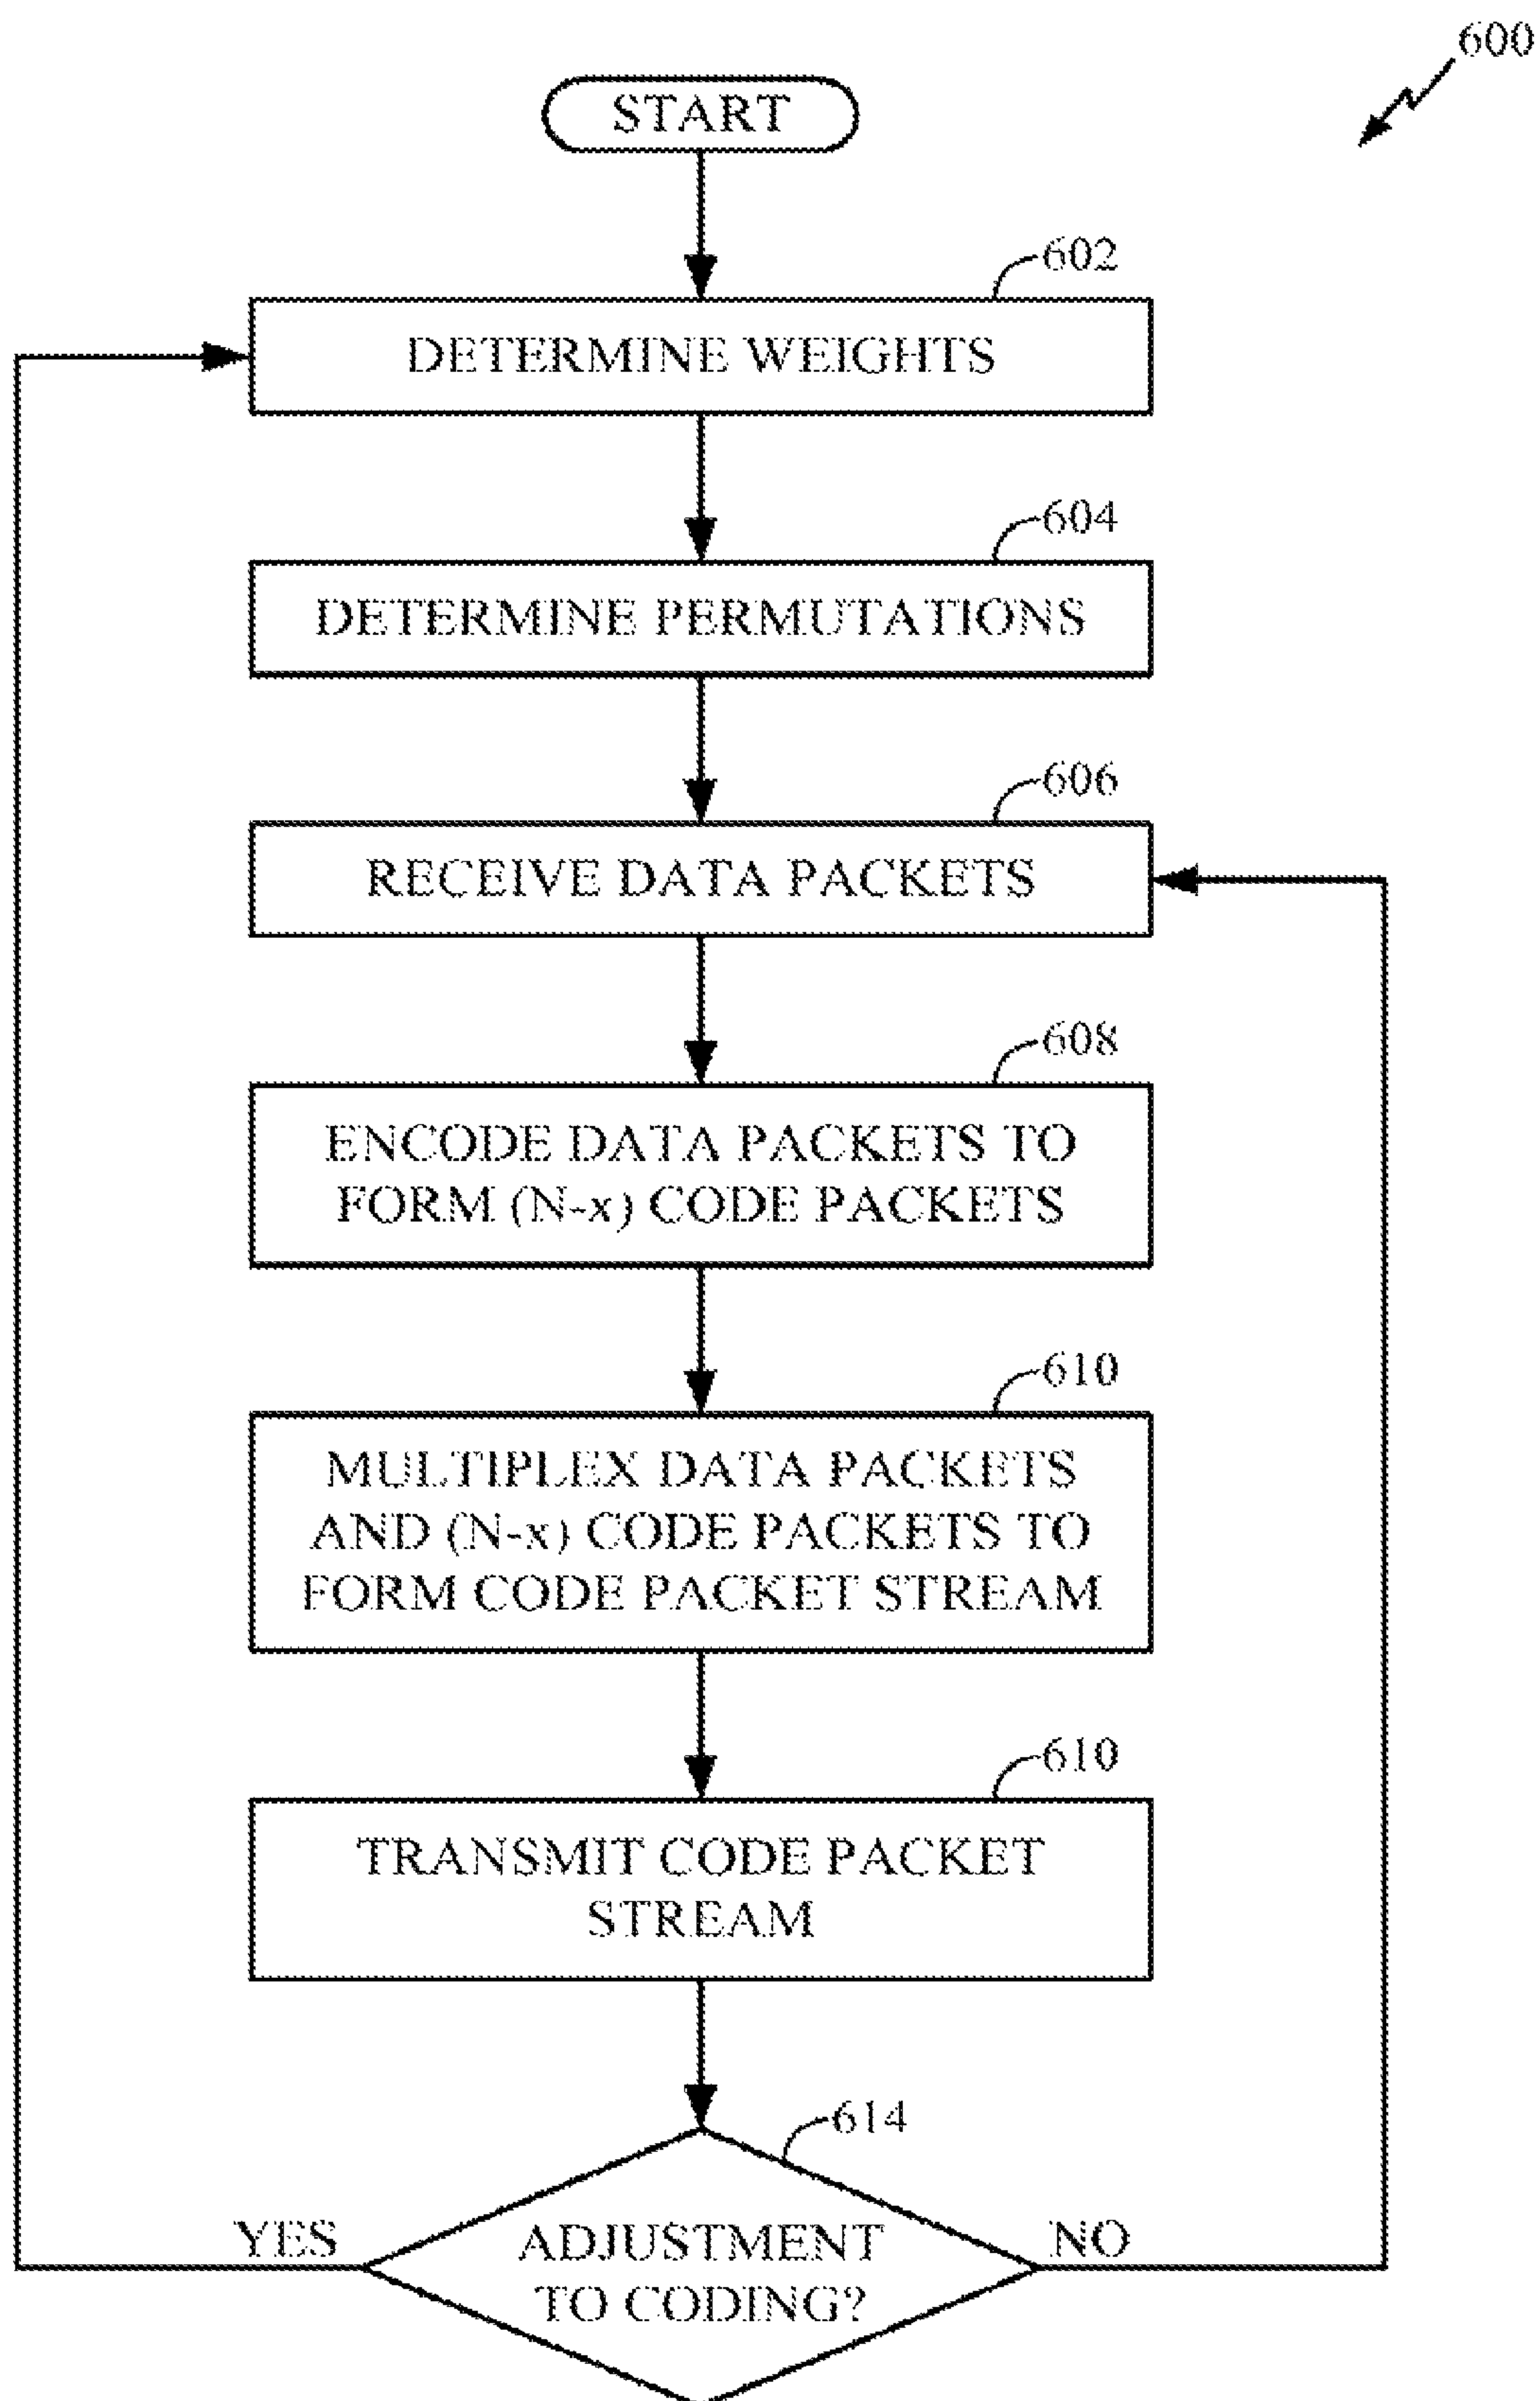 600
START
602
DETERMINE WEIGHTS
604
DETERMINE PERMUTATIONS
606
RECEIVE DATA PACKETS
608
ENCODE DATA PACKETS TO
FORM (N-x) CODE PACKETS
610
MULTIPLEX DATA PACKETS
AND (N-x) CODE PACKETS TO
FORM CODE PACKET STREAM
610
TRANSMIT CODE PACKET
STREAM
614
YES
ADJUSTMENT
TO CODING?
NO